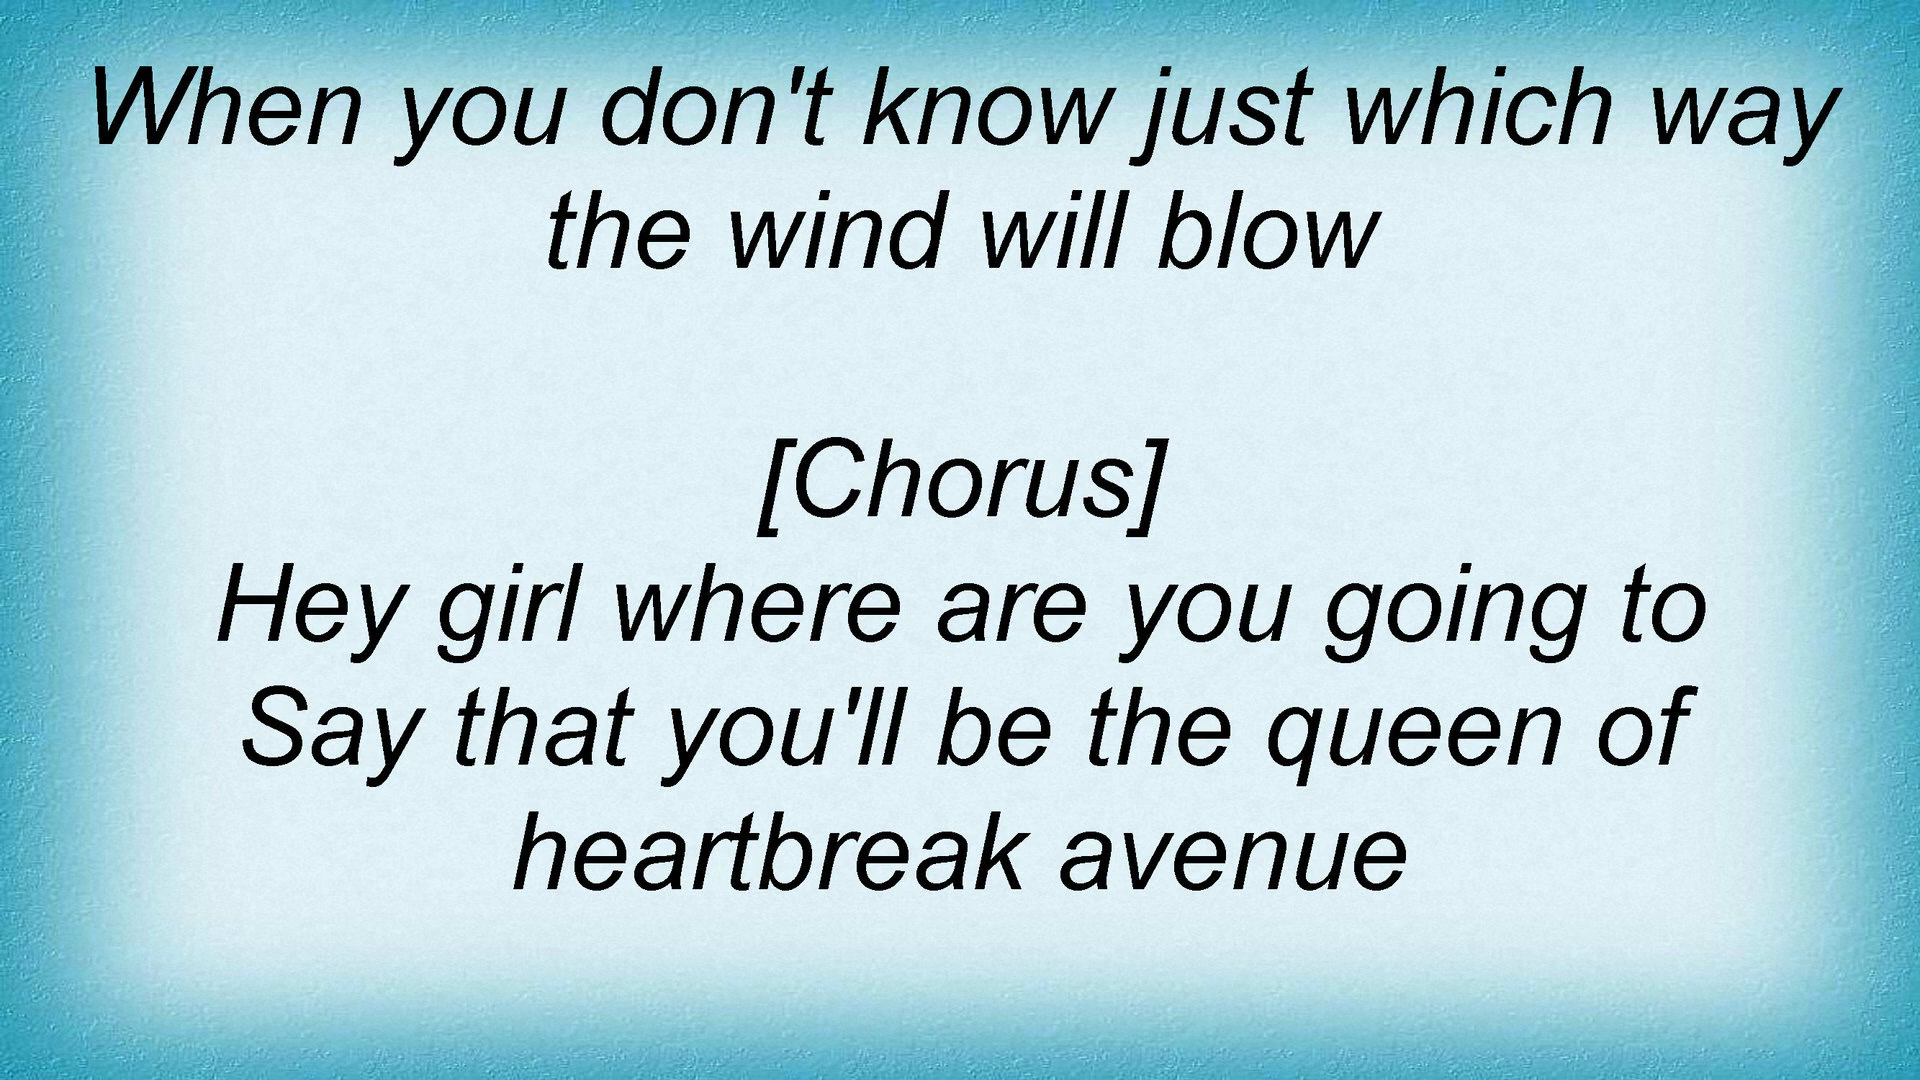 When you don't know just which way
the wind will blow
[Chorus]
Hey girl where are you going to
Say that you'll be the queen of
heartbreak avenue